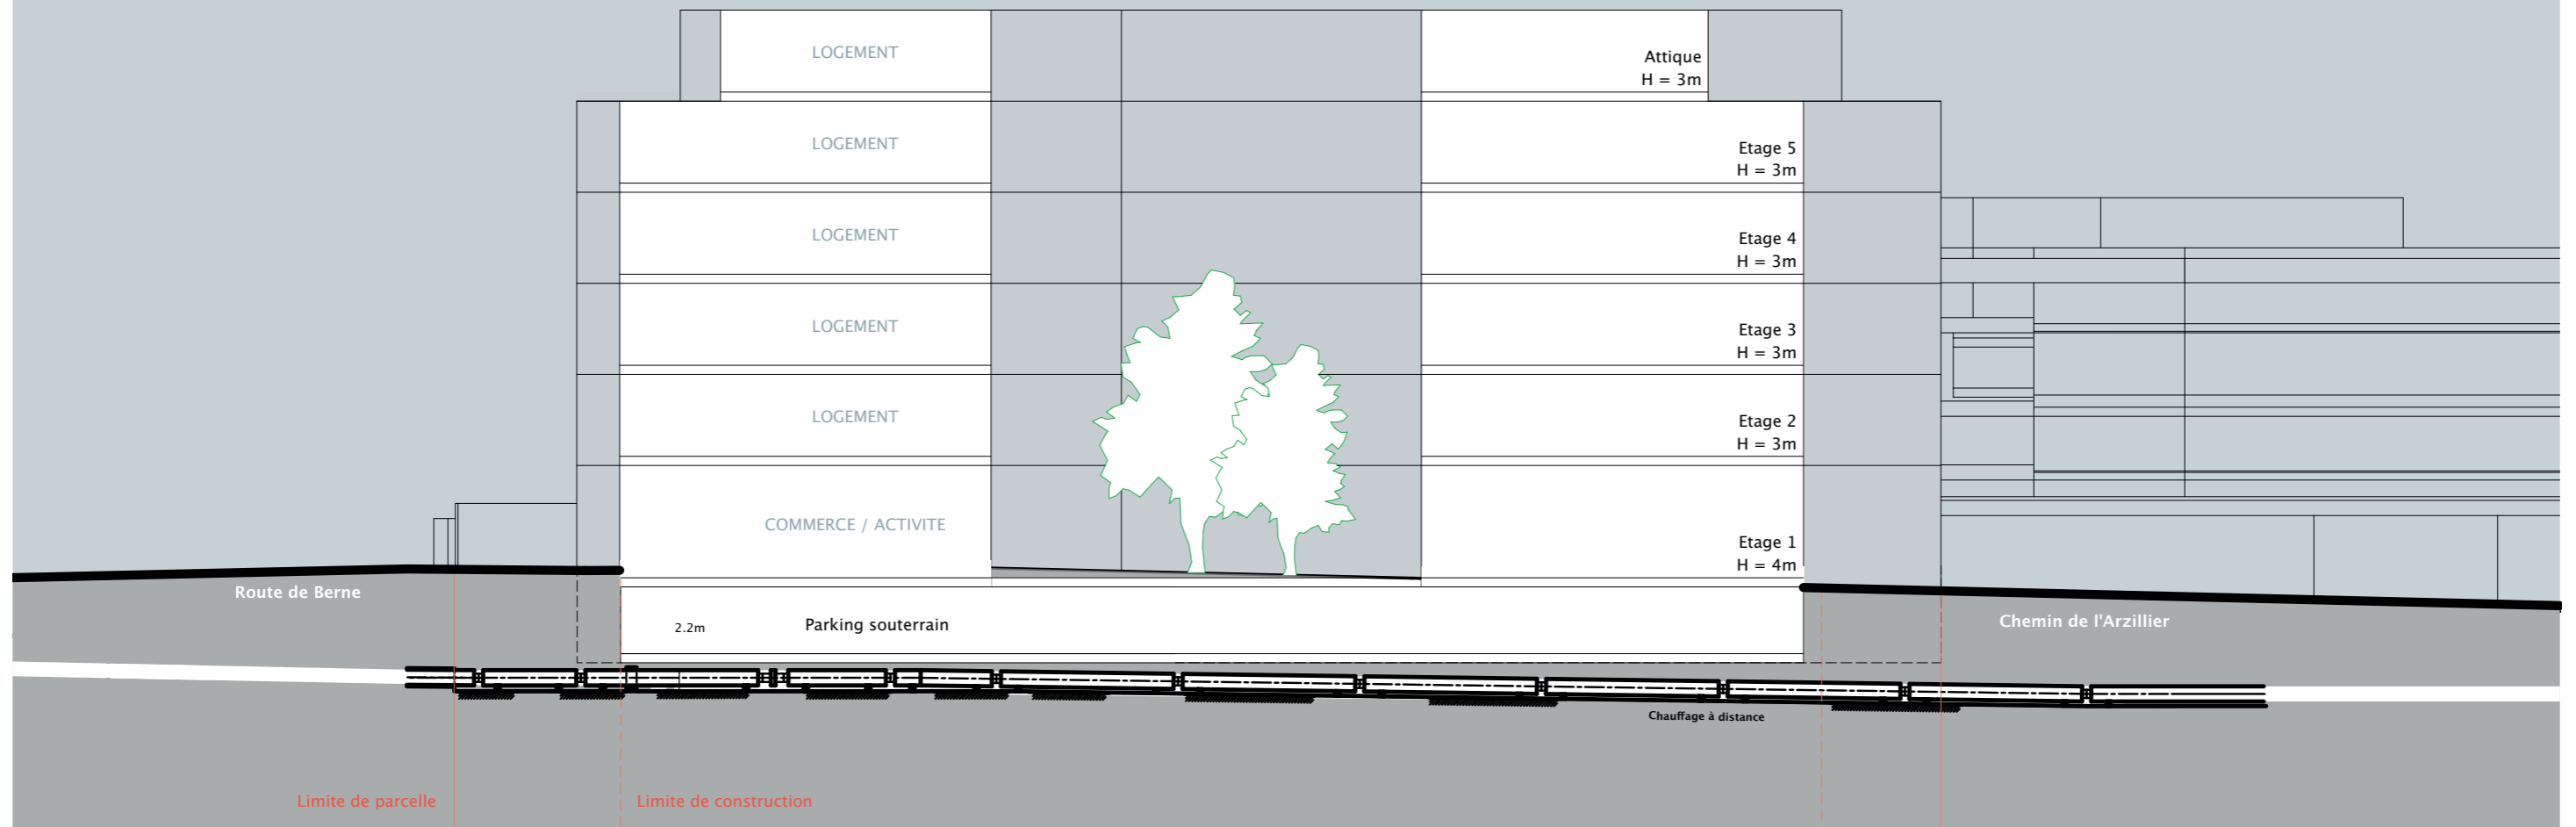 LOGEMENT
Attique
H = 3m
LOGEMENT
Etage 5
H = 3m
LOGEMENT
Etage 4
H = 3m
LOGEMENT
Etage 3
H = 3m
LOGEMENT
Etage 2
H = 3m
COMMERCE / ACTIVITE
Etage 1
H = 4m
Route de Berne
2.2m
Parking souterrain
Chemin de l'Arzillier
Chauffage à distance
Limite de parcelle
Limite de construction